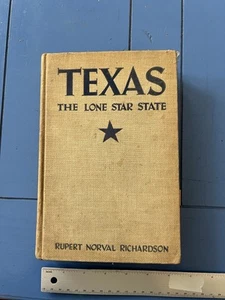 TEXAS
THE LONE STAR STATE
RUPERT NORVAL RICHARDSON